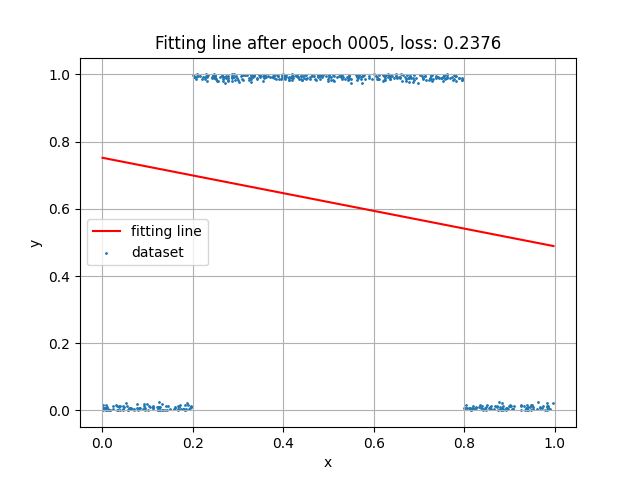 Fitting line after epoch 0005, loss: 0.2376
1.0
0.8
0.6
0.4
0.2
0.0
y
fitting line
dataset
0.0 0.2 0.4 0.6 0.8 1.0
x